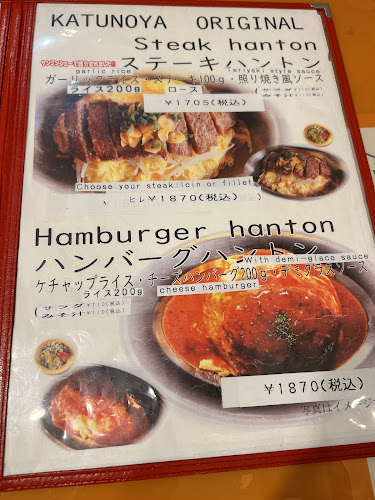 KATUNOYA ORIGINAL
Steak hanton
ステーキハントン
garlic rice
Teriyaki style sauce
ガーリックライス・ステーキ100g・照り焼き風ソース
ライス200g ロース
¥1705(税込)
Choose your steak:loin or fillet
ヒレ ¥1870(税込)
Hamburger hanton
ハンバーグハントン
With demi-glace sauce
ケチャップライス・チーズハンバーグ200g・デミグラスソース
ライス200g
cheese hamburger
(サラダ ¥110(税込)
みそ汁 ¥110(税込)
¥1870(税込)
写真はイメージ